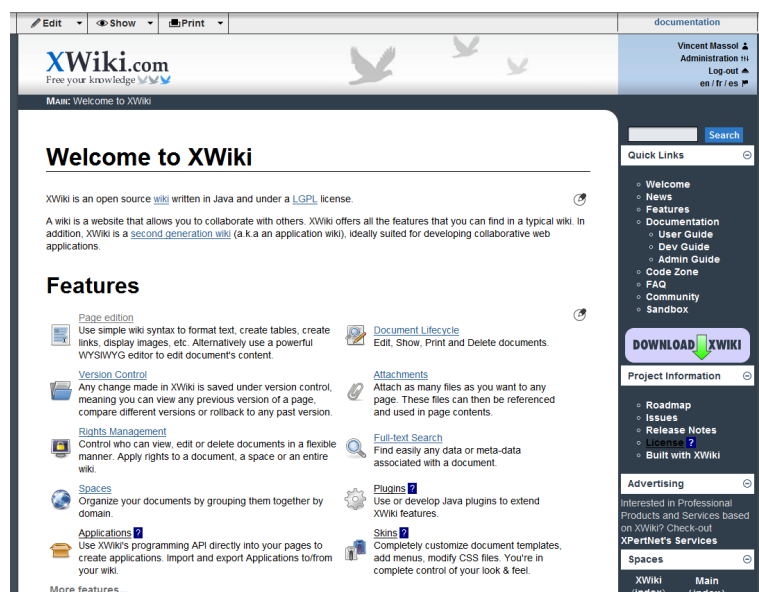 Edit Show Print documentation
XWiki.com
Free your knowledge
Vincent Massol
Administration
Log-out
en / fr / es
MAIN: Welcome to XWiki
Search
Welcome to XWiki
XWiki is an open source wiki written in Java and under a LGPL license.
A wiki is a website that allows you to collaborate with others. XWiki offers all the features that you can find in a typical wiki. In
addition, XWiki is a second generation wiki (a.k.a an application wiki), ideally suited for developing collaborative web
applications.
Features
Page edition
Use simple wiki syntax to format text, create tables, create
links, display images, etc. Alternatively use a powerful
WYSIWYG editor to edit document's content.
Document Lifecycle
Edit, Show, Print and Delete documents.
Version Control
Any change made in XWiki is saved under version control,
meaning you can view any previous version of a page,
compare different versions or rollback to any past version.
Attachments
Attach as many files as you want to any
page. These files can then be referenced
and used in page contents.
Rights Management
Control who can view, edit or delete documents in a flexible
manner. Apply rights to a document, a space or an entire
wiki.
Full-text Search
Find easily any data or meta-data
associated with a document.
Spaces
Organize your documents by grouping them together by
domain.
Plugins ?
Use or develop Java plugins to extend
XWiki features.
Applications ?
Use XWiki's programming API directly into your pages to
create applications. Import and export Applications to/from
your wiki.
Skins ?
Completely customize document templates,
add menus, modify CSS files. You're in
complete control of your look & feel.
More features...
Quick Links
Welcome
News
Features
Documentation
User Guide
Dev Guide
Admin Guide
Code Zone
FAQ
Community
Sandbox
DOWNLOAD XWIKI
Project Information
Roadmap
Issues
Release Notes
License ?
Built with XWiki
Advertising
Interested in Professional
Products and Services based
on XWiki? Check-out
XPertNet's Services
Spaces
XWiki Main
(index) (index)